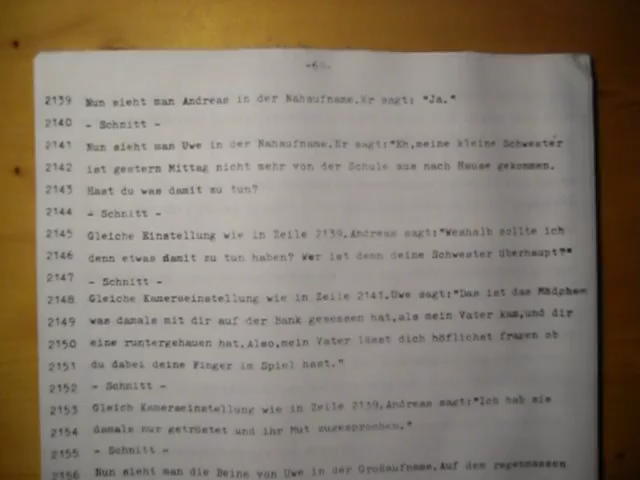 -60-
2139 Nun sieht man Andreas in der Nahaufname.Er sagt: "Ja."
2140 - Schnitt -
2141 Nun sieht man Uwe in der Nahaufname.Er sagt:"Eh,meine kleine Schwester
2142 ist gestern Mittag nicht mehr von der Schule aus nach Hause gekommen.
2143 Hast du was damit zu tun?
2144 - Schnitt -
2145 Gleiche Einstellung wie in Zeile 2139.Andreas sagt:"Weshalb sollte ich
2146 denn etwas damit zu tun haben? Wer ist denn deine Schwester überhaupt?"
2147 - Schnitt -
2148 Gleiche Kameraeinstellung wie in Zeile 2141.Uwe sagt:"Das ist das Mädchen
2149 was damals mit dir auf der Bank gesessen hat,als mein Vater kam,und dir
2150 eine runtergehauen hat.Also,mein Vater lässt dich höflichst fragen ob
2151 du dabei deine Finger im Spiel hast."
2152 - Schnitt -
2153 Gleich Kameraeinstellung wie in Zeile 2139.Andreas sagt:"Ich hab sie
2154 damals nur getröstet und ihr Mut zugesprochen."
2155 - Schnitt -
2156 Nun sieht man die Beine von Uwe in der Großaufname.Auf dem regennassen